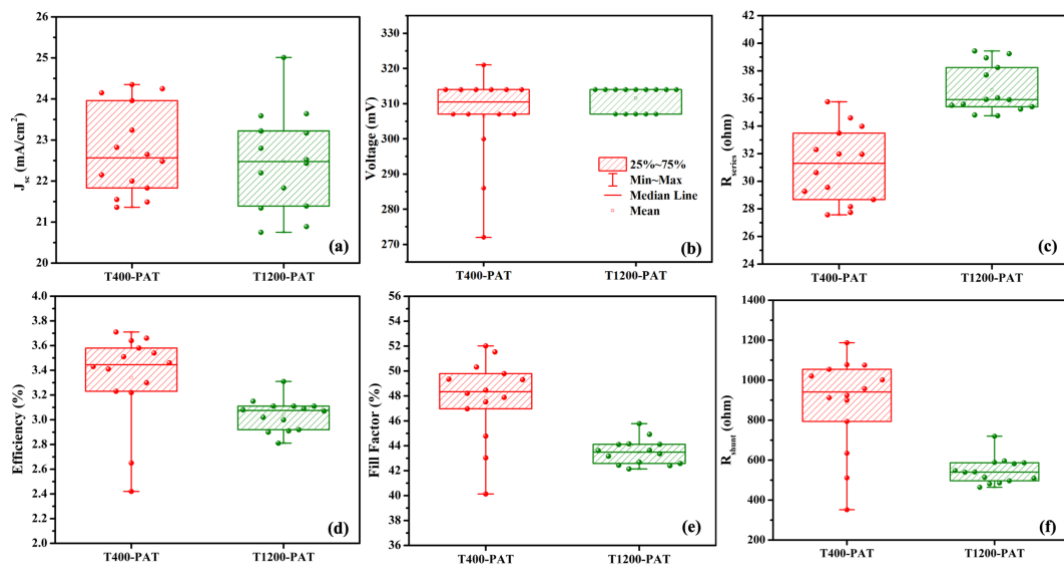 J_sc (mA/cm²)
26
25
24
23
22
21
20
T400-PAT
T1200-PAT
(a)
Voltage (mV)
330
320
310
300
290
280
270
260
25%~75%
Min~Max
Median Line
Mean
T400-PAT
T1200-PAT
(b)
R_series (ohm)
42
40
38
36
34
32
30
28
26
24
T400-PAT
T1200-PAT
(c)
Efficiency (%)
4.0
3.8
3.6
3.4
3.2
3.0
2.8
2.6
2.4
2.2
2.0
T400-PAT
T1200-PAT
(d)
Fill Factor (%)
56
54
52
50
48
46
44
42
40
38
36
T400-PAT
T1200-PAT
(e)
R_shunt (ohm)
1400
1200
1000
800
600
400
200
T400-PAT
T1200-PAT
(f)